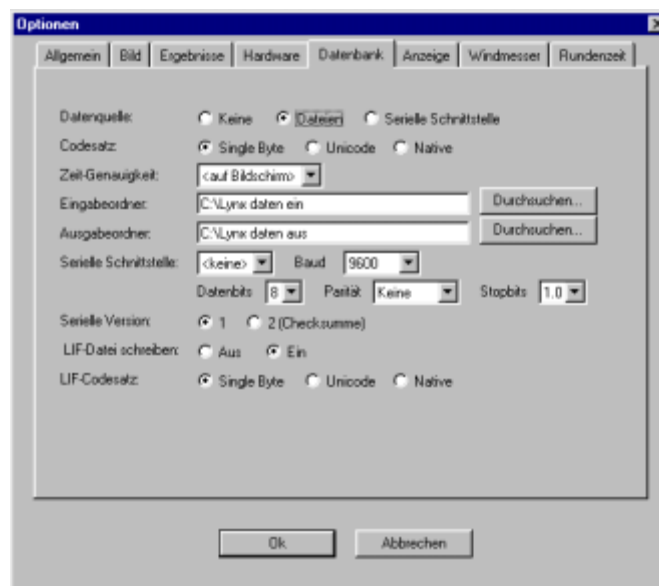 Optionen
Allgemein Bild Ergebnisse Hardware Datenbank Anzeige Windmesser Rundenzeit
Datenquelle: Keine Dateien Serielle Schnittstelle
Codesatz: Single Byte Unicode Native
Zeit-Genauigkeit: <auf Bildschim>
Eingabeordner: C:\Lynx daten ein Durchsuchen...
Ausgabeordner: C:\Lynx daten aus Durchsuchen...
Serielle Schnittstelle: <keine> Baud 9600
Datenbits 8 Parität Keine Stopbits 1.0
Serielle Version: 1 2 (Checksumme)
LIF-Datei schreiben: Aus Ein
LIF-Codesatz: Single Byte Unicode Native
Ok Abbrechen